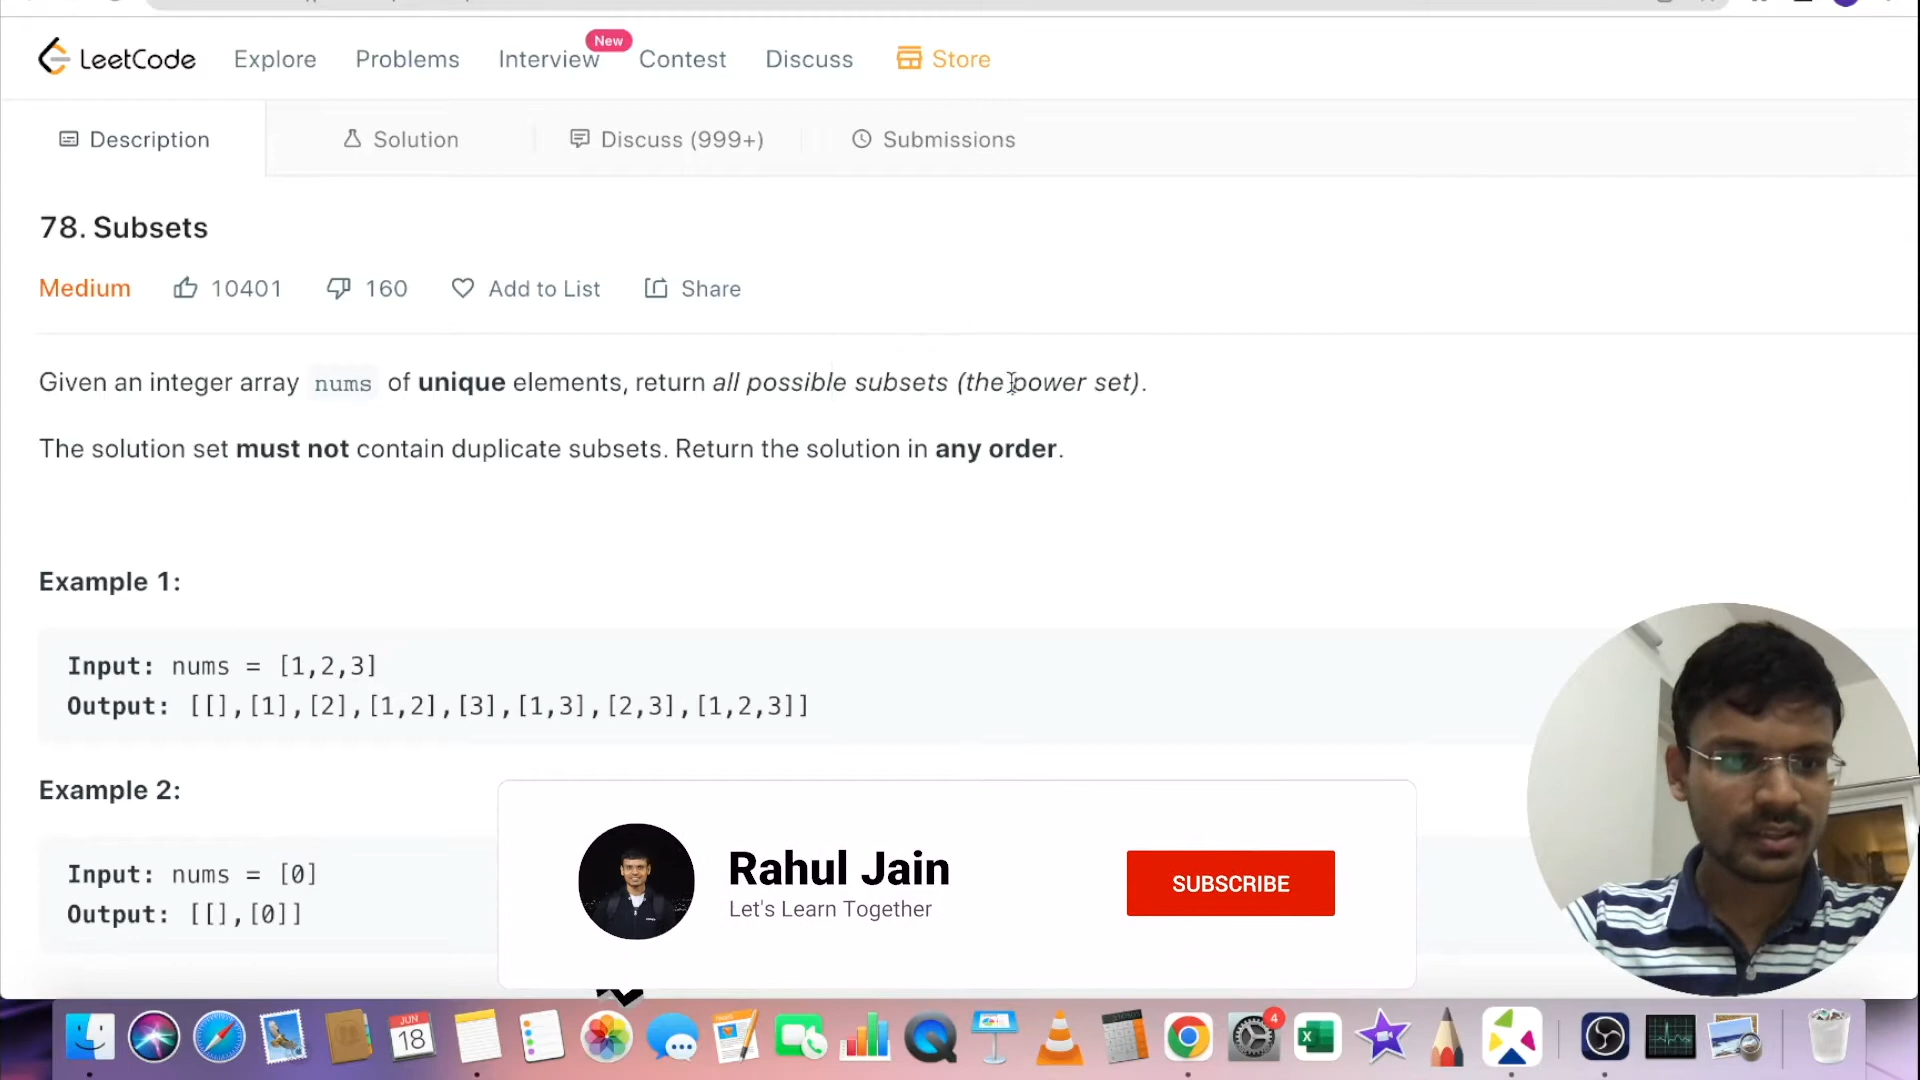 LeetCode Explore Problems Interview New Contest Discuss Store
Description Solution Discuss (999+) Submissions
78. Subsets
Medium 10401 160 Add to List Share
Given an integer array nums of unique elements, return all possible subsets (the power set).
The solution set must not contain duplicate subsets. Return the solution in any order.
Example 1:
Input: nums = [1,2,3]
Output: [[],[1],[2],[1,2],[3],[1,3],[2,3],[1,2,3]]
Example 2:
Input: nums = [0]
Output: [[],[0]]
Rahul Jain
Let's Learn Together
SUBSCRIBE
JUN
18
4